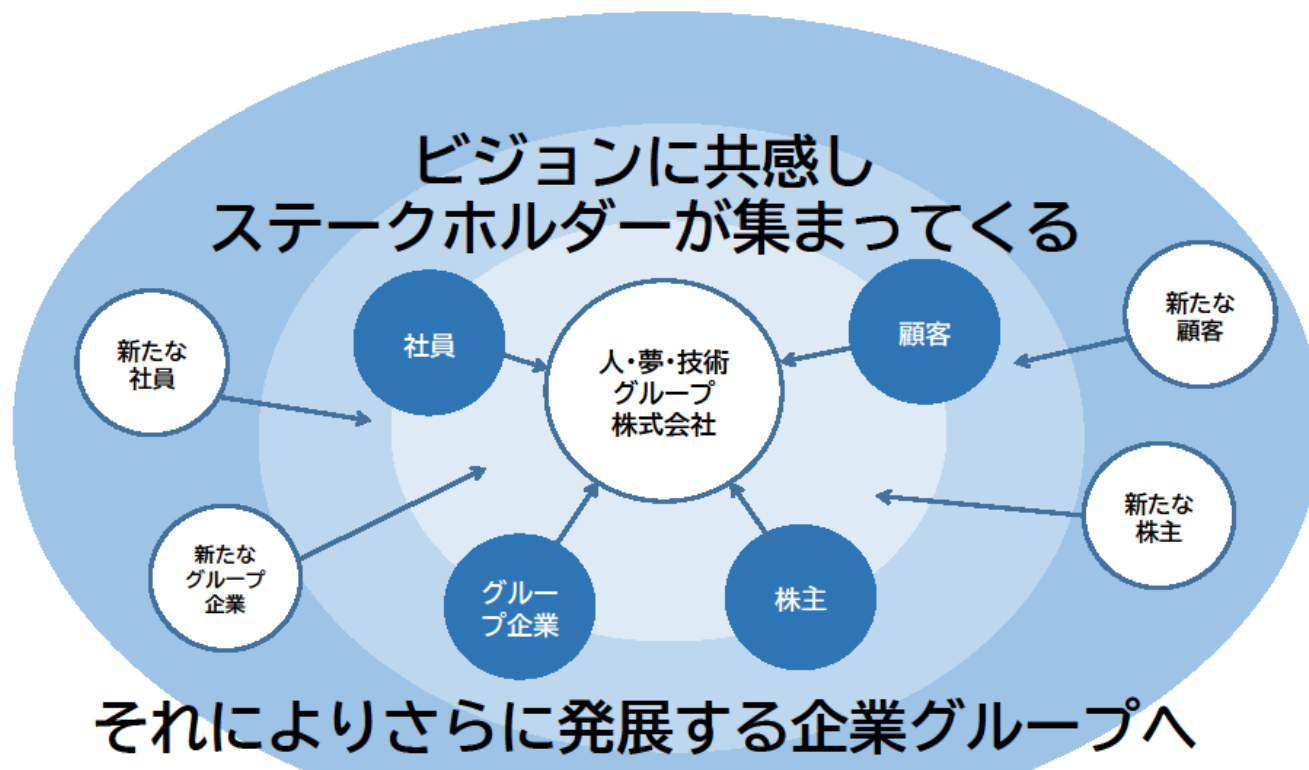 ビジョンに共感し
ステークホルダーが集まってくる
新たな
社員
社員
人・夢・技術
グループ
株式会社
顧客
新たな
顧客
新たな
グループ
企業
グルー
プ企業
株主
新たな
株主
それによりさらに発展する企業グループへ